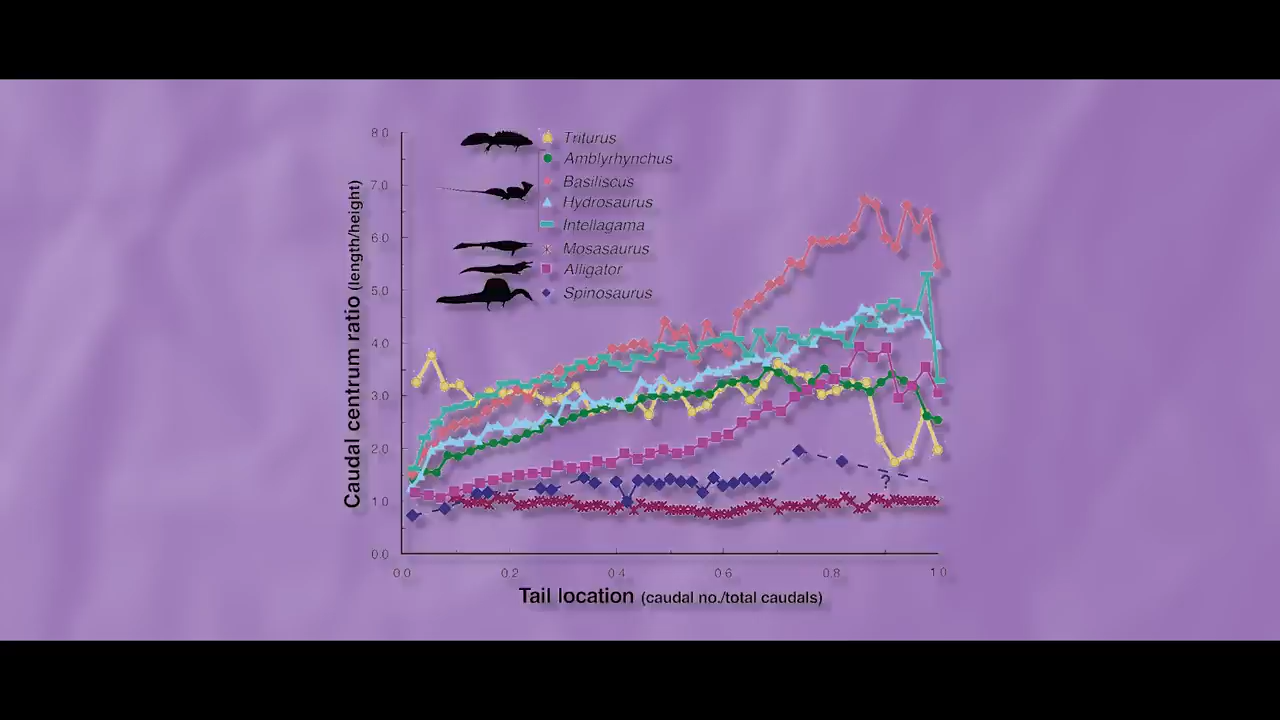 8.0
7.0
6.0
5.0
4.0
3.0
2.0
1.0
0.0
Caudal centrum ratio (length/height)
Triturus
Amblyrhynchus
Basiliscus
Hydrosaurus
Intellagama
Mosasaurus
Alligator
Spinosaurus
?
0.0 0.2 0.4 0.6 0.8 1.0
Tail location (caudal no./total caudals)